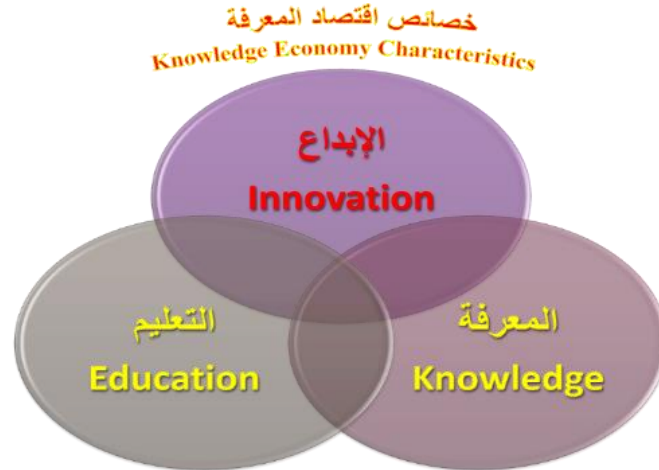 خصائص اقتصاد المعرفة
Knowledge Economy Characteristics
الإبداع
Innovation
التعليم
Education
المعرفة
Knowledge